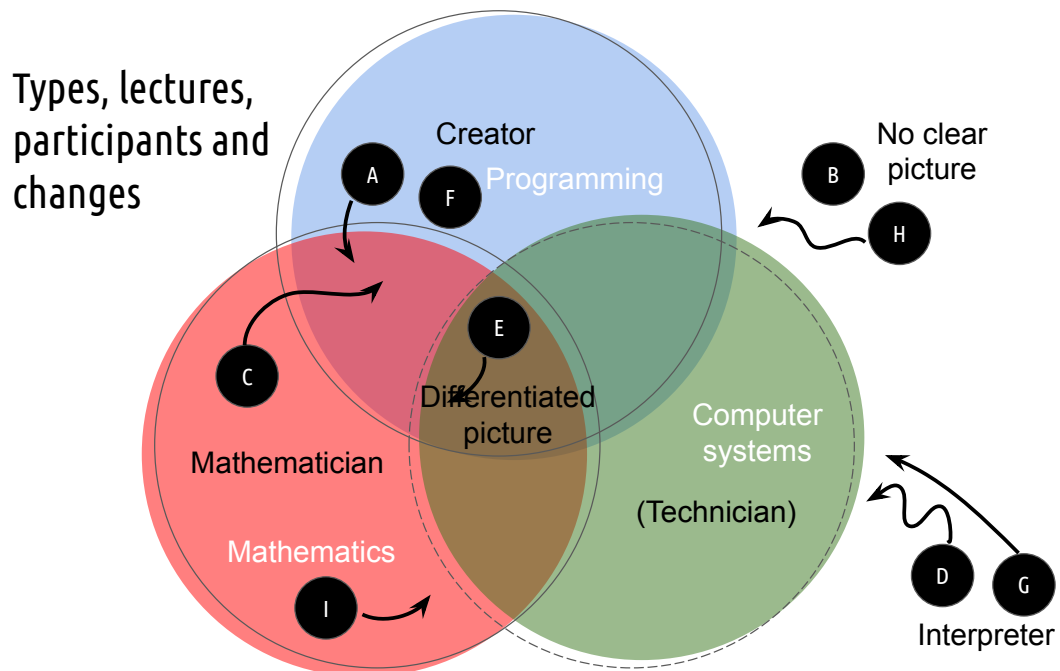 Types, lectures,
participants and
changes
Creator
Programming
A
F
No clear
picture
B
H
E
C
Differentiated
picture
Computer
systems
Mathematician
(Technician)
Mathematics
I
D
G
Interpreter